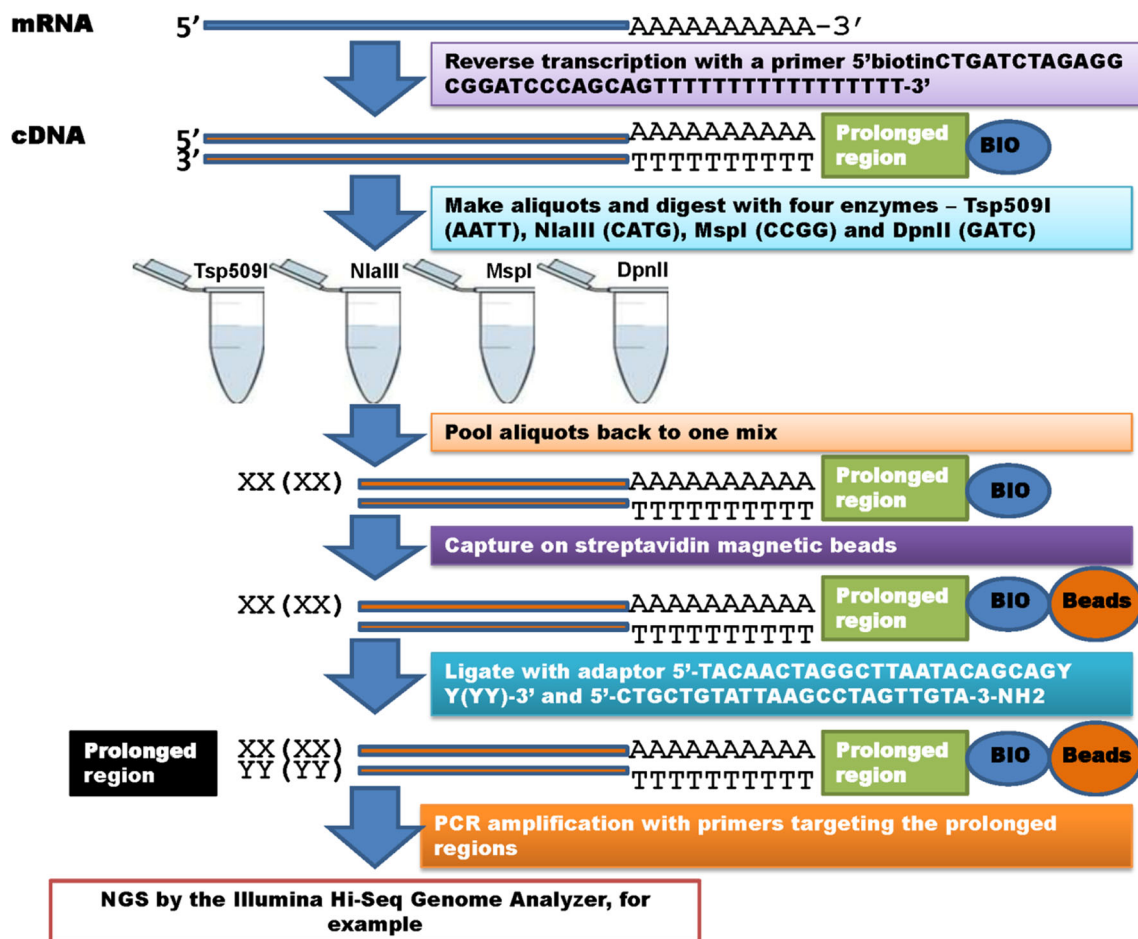 mRNA
5’ AAAAAAAAAA–3’
Reverse transcription with a primer 5’biotinCTGATCTAGAGG
CGGATCCCAGCAGTTTTTTTTTTTTTTTTTT-3’
cDNA
5’ AAAAAAAAAA Prolonged region BIO
3’ TTTTTTTTTT
Make aliquots and digest with four enzymes – Tsp509I
(AATT), NlaIII (CATG), MspI (CCGG) and DpnII (GATC)
Tsp509I NlaIII MspI DpnII
Pool aliquots back to one mix
XX(XX) AAAAAAAAAA Prolonged region BIO
TTTTTTTTTT
Capture on streptavidin magnetic beads
XX(XX) AAAAAAAAAA Prolonged region BIO Beads
TTTTTTTTTT
Ligate with adaptor 5’-TACAACTAGGCTTAATACAGCAGY
Y(YY)-3’ and 5’-CTGCTGTATTAAGCCTAGTTGTA-3-NH2
Prolonged region XX(XX) AAAAAAAAAA Prolonged region BIO Beads
YY(YY) TTTTTTTTTT
PCR amplification with primers targeting the prolonged
regions
NGS by the Illumina Hi-Seq Genome Analyzer, for
example